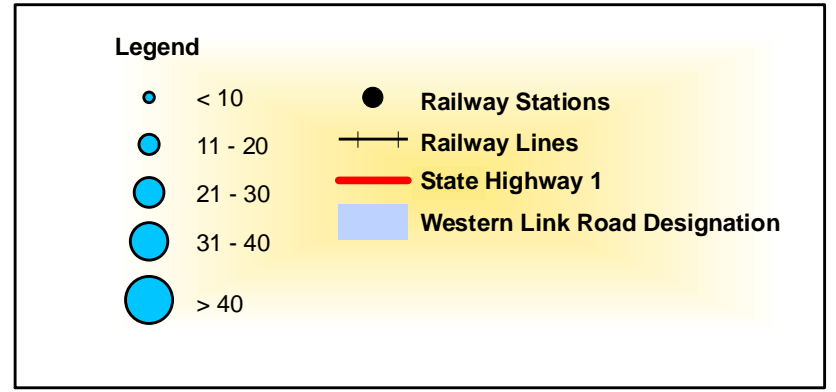 Legend
< 10
11 - 20
21 - 30
31 - 40
> 40
Railway Stations
Railway Lines
State Highway 1
Western Link Road Designation